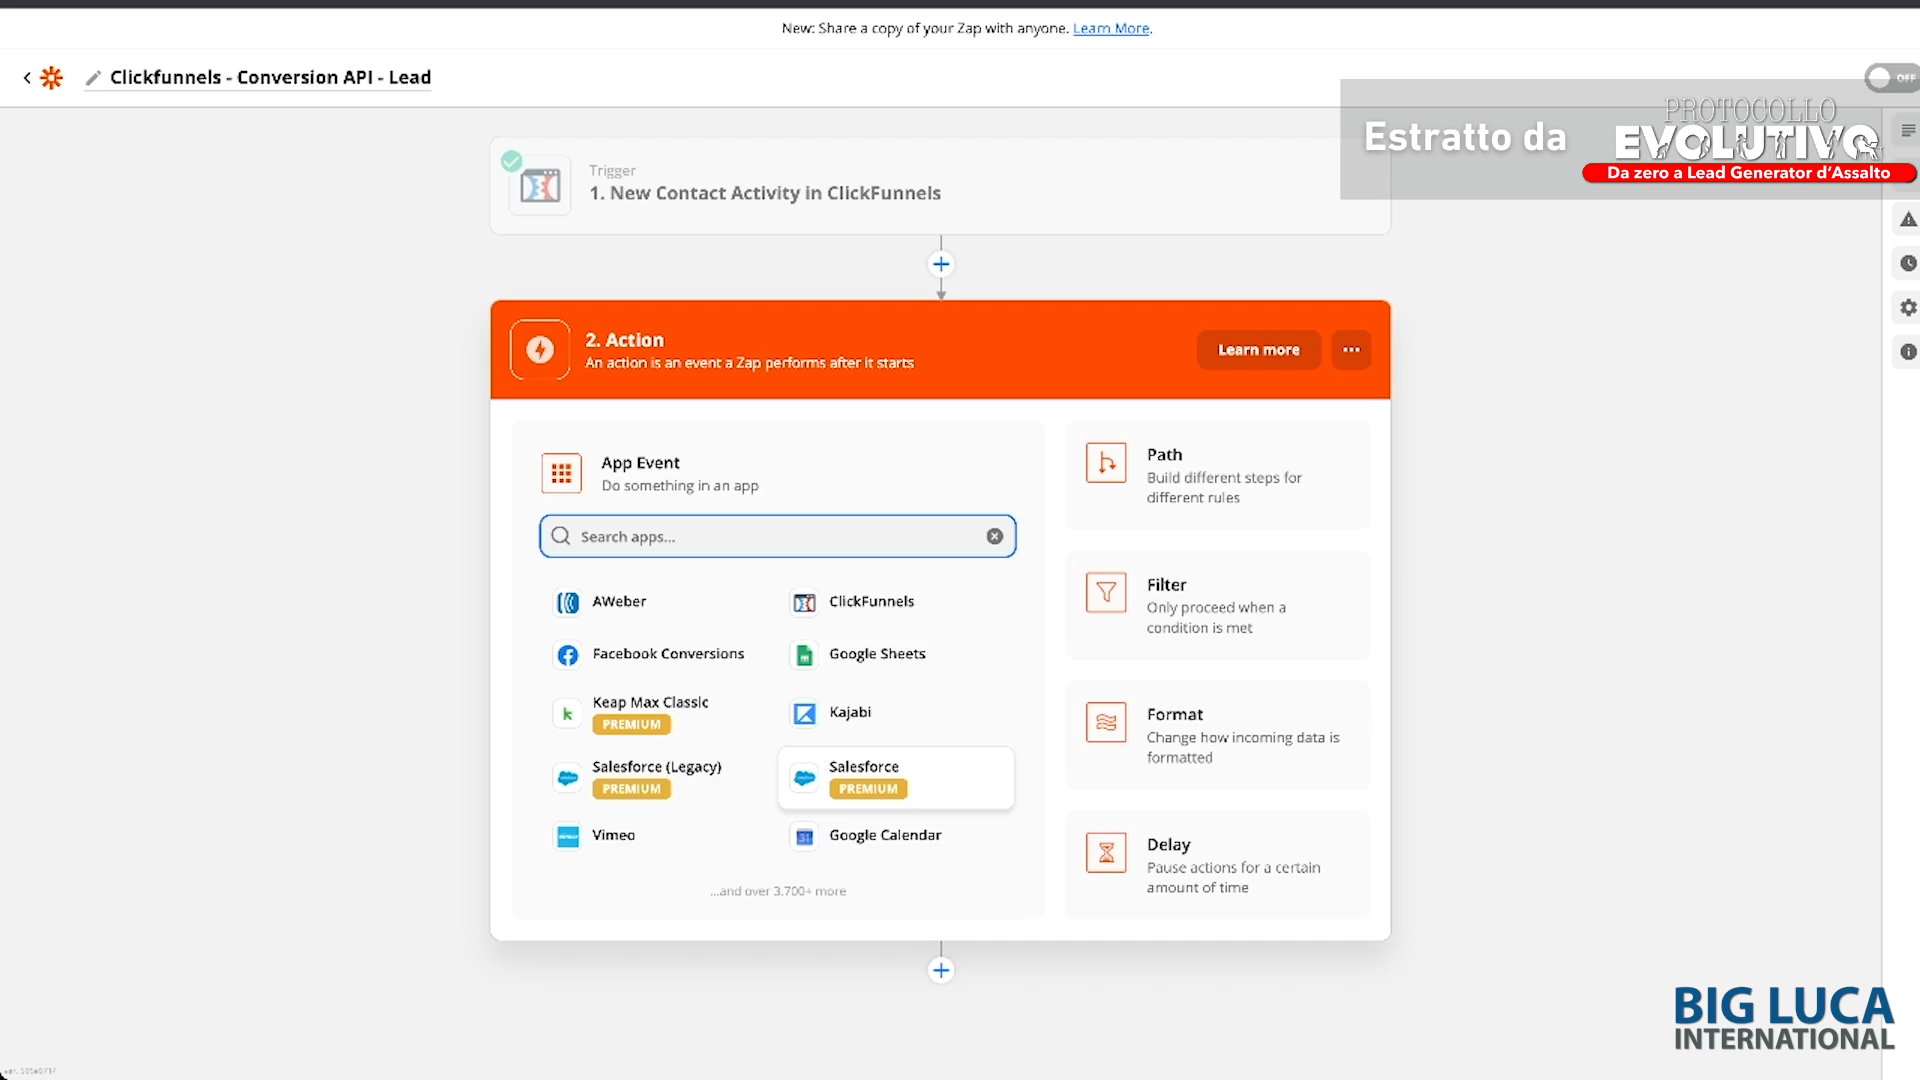 New: Share a copy of your Zap with anyone. Learn More.
Clickfunnels - Conversion API - Lead
OFF
Estratto da
PROTOCOLLO
EVOLUTIVO
Da zero a Lead Generator d'Assalto
Trigger
1. New Contact Activity in ClickFunnels
2. Action
An action is an event a Zap performs after it starts
Learn more
App Event
Do something in an app
Search apps...
AWeber
ClickFunnels
Facebook Conversions
Google Sheets
Keap Max Classic
PREMIUM
Kajabi
Salesforce (Legacy)
PREMIUM
Salesforce
PREMIUM
Vimeo
Google Calendar
...and over 3.700+ more
Path
Build different steps for
different rules
Filter
Only proceed when a
condition is met
Format
Change how incoming data is
formatted
Delay
Pause actions for a certain
amount of time
BIG LUCA
INTERNATIONAL